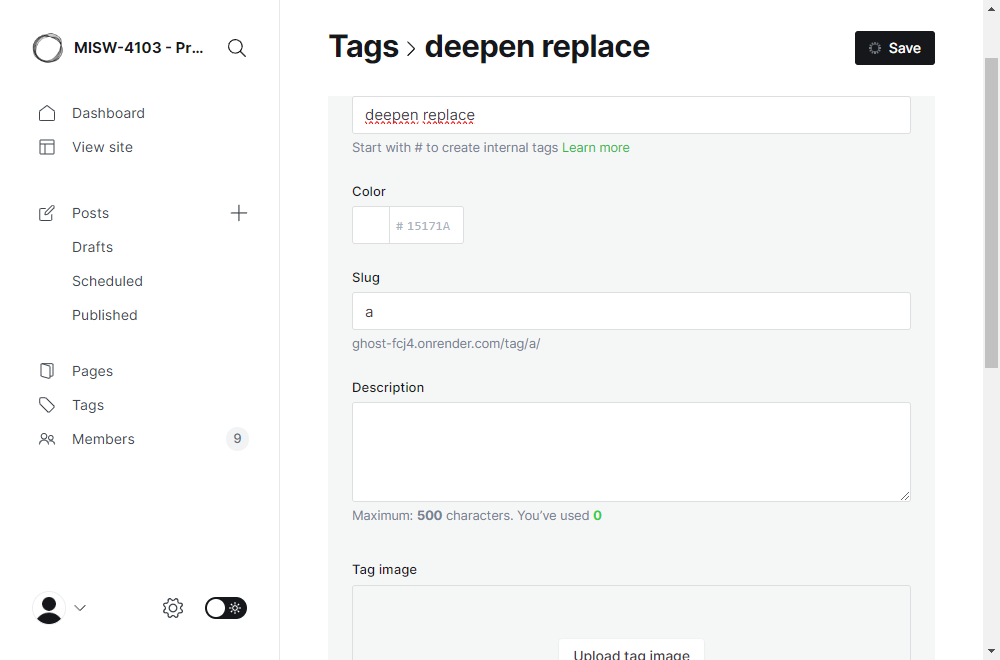 MISW-4103 - Pr...
Dashboard
View site
Posts
Drafts
Scheduled
Published
Pages
Tags
Members
9
Tags
deepen replace
Save
deepen replace
Start with # to create internal tags Learn more
Color
# 15171A
Slug
a
ghost-fcj4.onrender.com/tag/a/
Description
Maximum: 500 characters. You've used 0
Tag image
Upload tag image